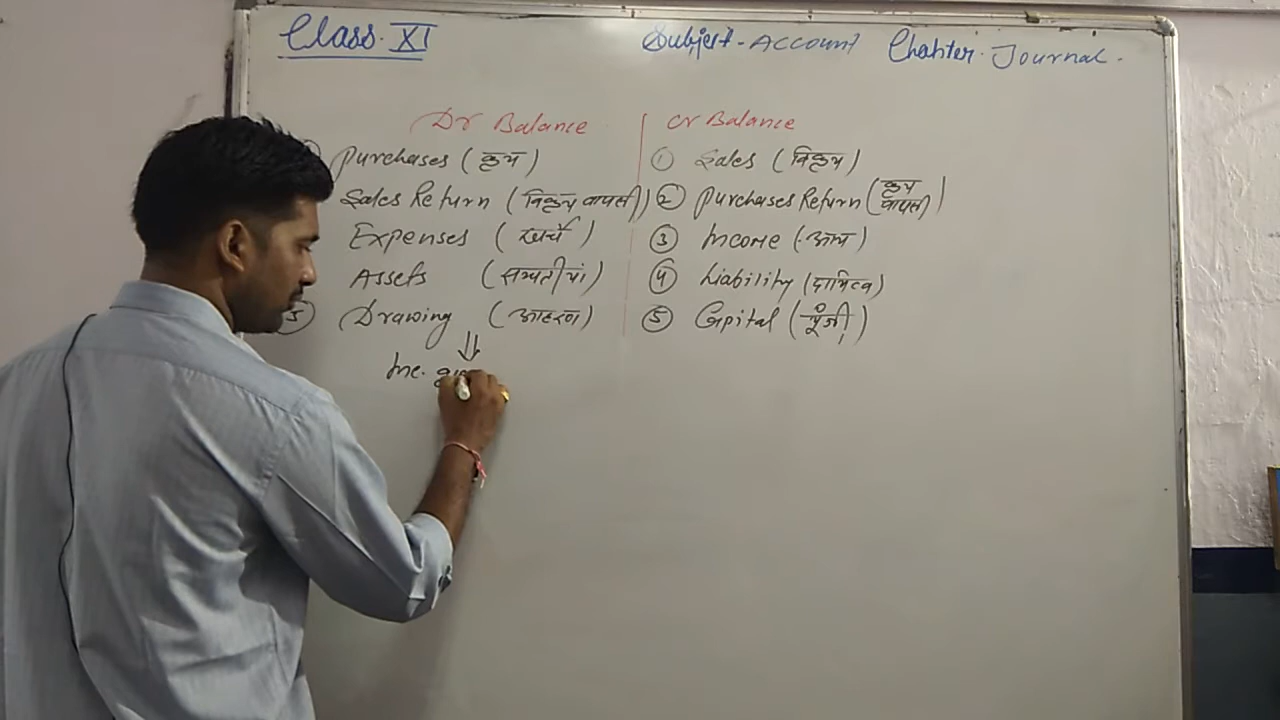 Class. XI
Subject - Account Chapter. Journal.
Dr Balance
Cr Balance
Purchases (क्रय)
Sales Return (विक्रय वापसी)
Expenses (खर्चे)
Assets (सम्पतीयां)
5 Drawing (आहरण)
① Sales (विक्रय)
② Purchases Return (क्रय वापसी)
③ Income (आय)
④ Liability (दायित्व)
⑤ Capital (पूंजी)